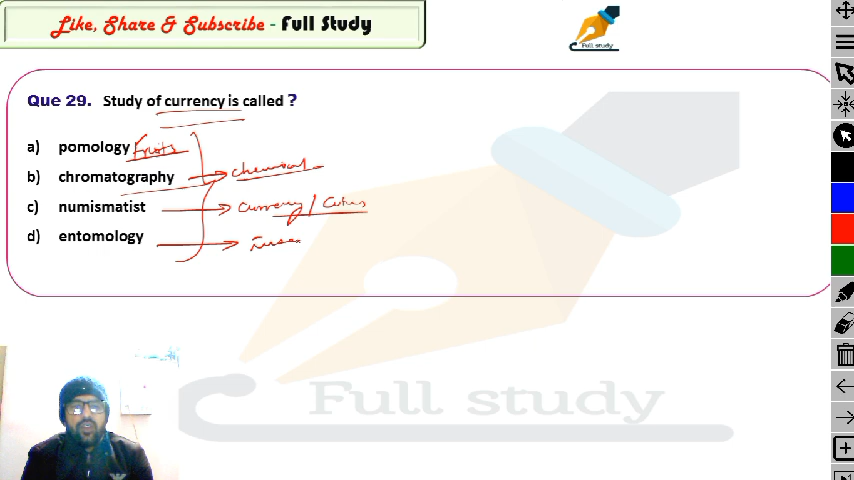 Like, Share & Subscribe - Full Study
Full study
Que 29. Study of currency is called ?
a) pomology Fruits
b) chromatography chemical
c) numismatist currency / Coins
d) entomology
Full study